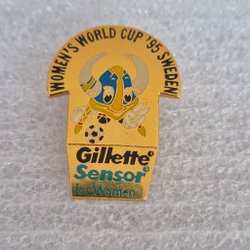 WOMEN'S WORLD CUP '95 SWEDEN
Gillette
Sensor
for Women